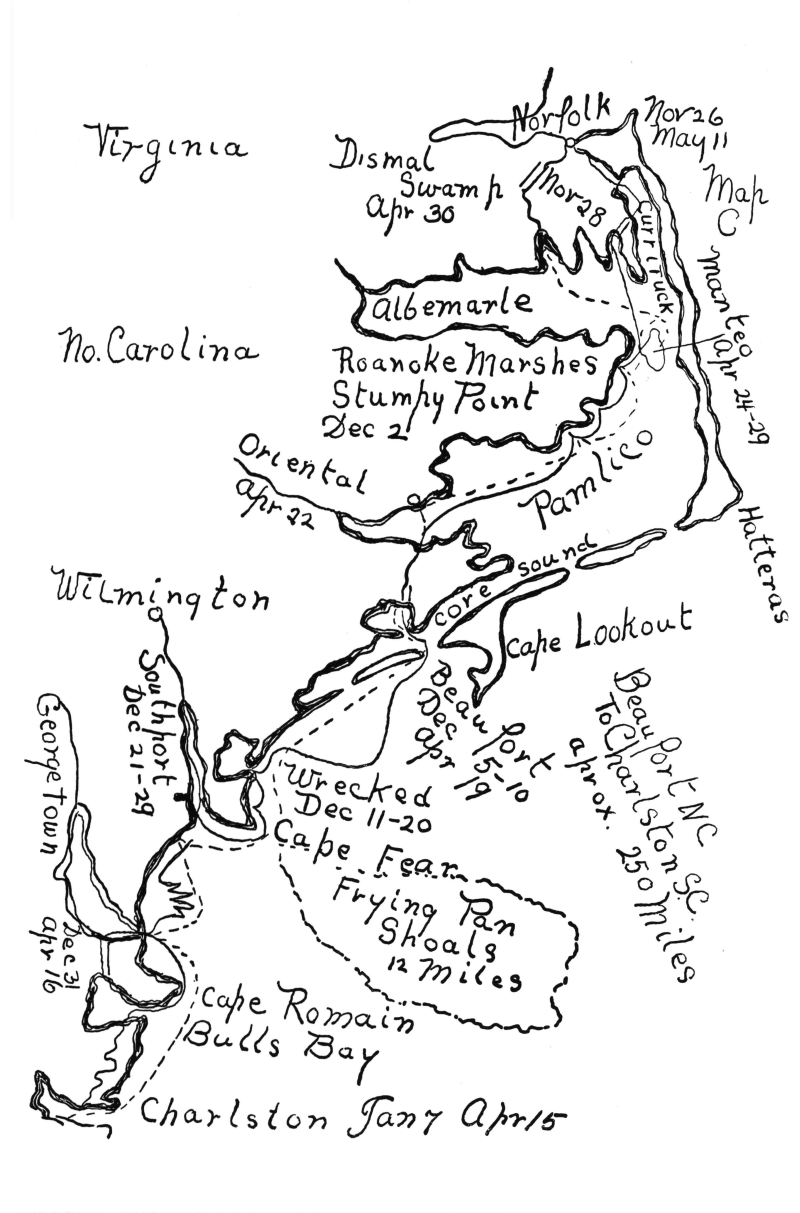 Virginia
Norfolk
Nov 26
May 11
Dismal
Swamp
Apr 30
Nov 28
Map
C
Currituck
Albemarle
Manteo
Apr 24-29
No. Carolina
Roanoke Marshes
Stumpy Point
Dec 2
Oriental
Apr 22
Pamlico
Hatteras
core sound
Wilmington
Cape Lookout
Beau Port
Dec 5-10
Apr 19
Southport
Dec 21-29
Georgetown
Dec 31
Apr 16
Beau Port NC
To Charlston S.C.
aprox. 250 Miles
Wrecked
Dec 11-20
Cape Fear
Frying Pan
Shoals
12 Miles
Cape Romain
Bulls Bay
Charlston Jan 7 Apr 15